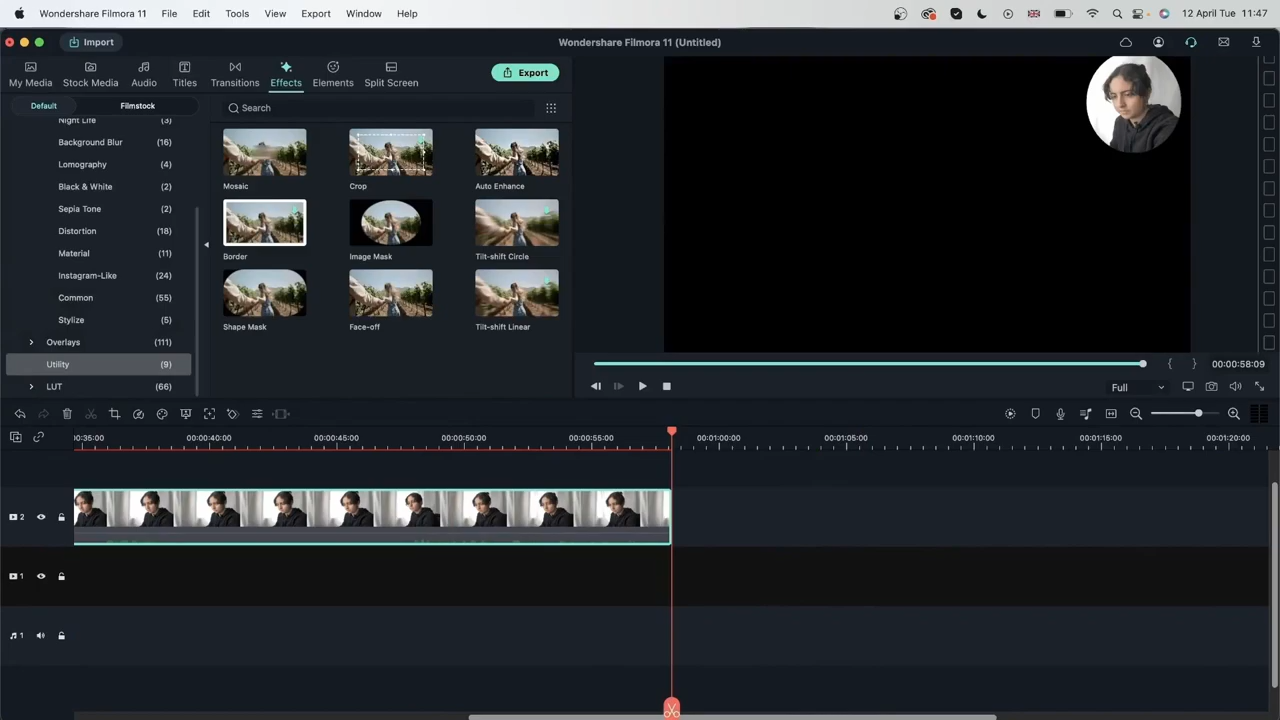 Wondershare Filmora 11 File Edit Tools View Export Window Help 12 April Tue 11:47
Import Wondershare Filmora 11 (Untitled)
My Media Stock Media Audio Titles Transitions Effects Elements Split Screen Export
Default Filmstock Search
Night Life (3)
Background Blur (16)
Lomography (4)
Black & White (2)
Sepia Tone (2)
Distortion (18)
Material (11)
Instagram-Like (24)
Common (55)
Stylize (5)
Overlays (111)
Utility (9)
LUT (66)
Mosaic Crop Auto Enhance
Border Image Mask Tilt-shift Circle
Shape Mask Face-off Tilt-shift Linear
{ } 00:00:58:09
Full
00:35:00 00:00:40:00 00:00:45:00 00:00:50:00 00:00:55:00 00:01:00:00 00:01:05:00 00:01:10:00 00:01:15:00 00:01:20:00
2
1
1